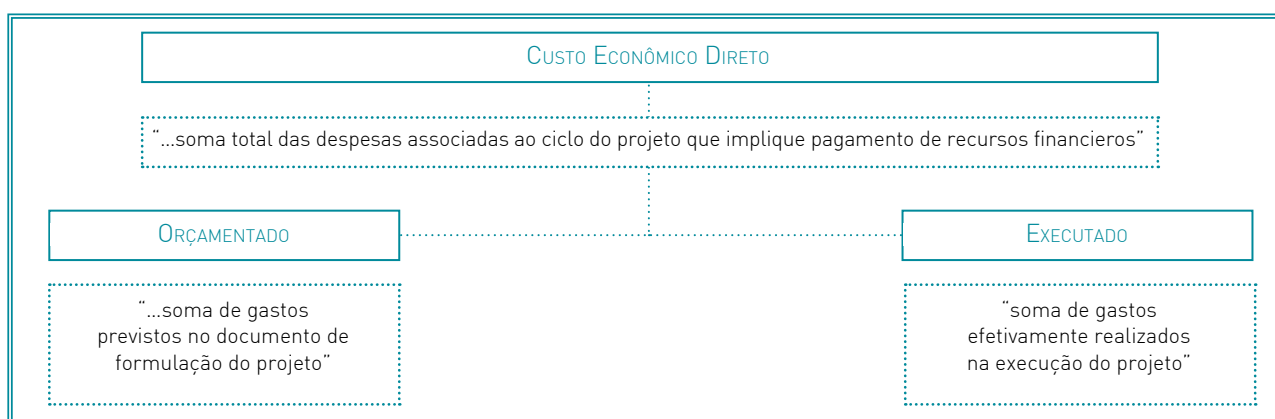 Custo Econômico Direto
“...soma total das despesas associadas ao ciclo do projeto que implique pagamento de recursos financieros”
Orçamentado
Executado
“...soma de gastos
previstos no documento de
formulação do projeto”
“soma de gastos
efetivamente realizados
na execução do projeto”